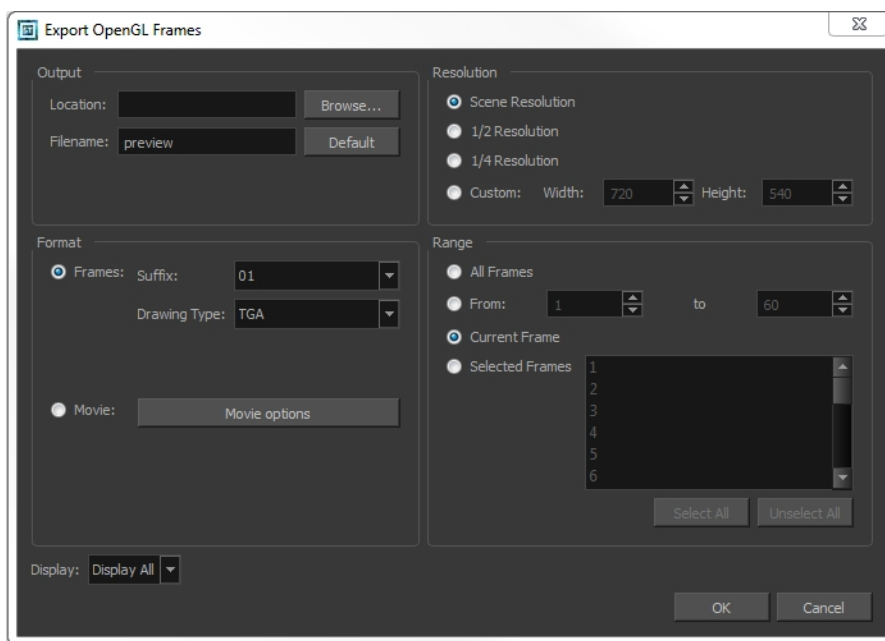 Export OpenGL Frames
Output
Location:
Browse...
Filename: preview
Default
Resolution
Scene Resolution
1/2 Resolution
1/4 Resolution
Custom: Width: 720 Height: 540
Format
Frames: Suffix: 01
Drawing Type: TGA
Movie: Movie options
Range
All Frames
From: 1 to 60
Current Frame
Selected Frames
1
2
3
4
5
6
Select All
Unselect All
Display: Display All
OK
Cancel